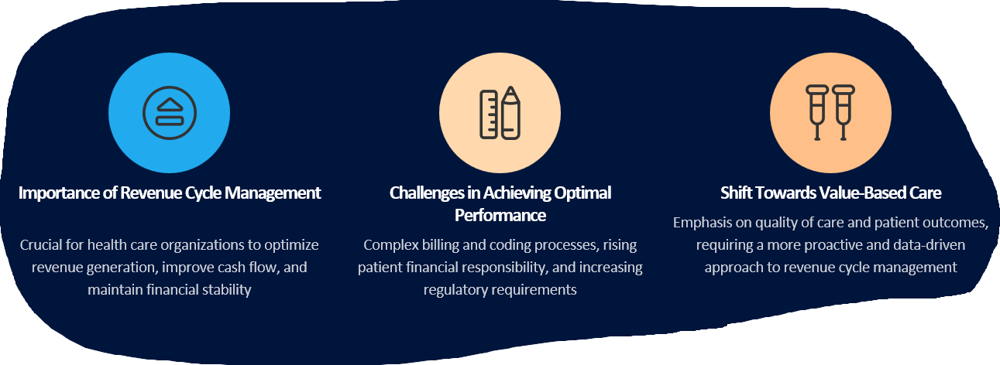 Importance of Revenue Cycle Management
Crucial for health care organizations to optimize
revenue generation, improve cash flow, and
maintain financial stability
Challenges in Achieving Optimal
Performance
Complex billing and coding processes, rising
patient financial responsibility, and increasing
regulatory requirements
Shift Towards Value-Based Care
Emphasis on quality of care and patient outcomes,
requiring a more proactive and data-driven
approach to revenue cycle management